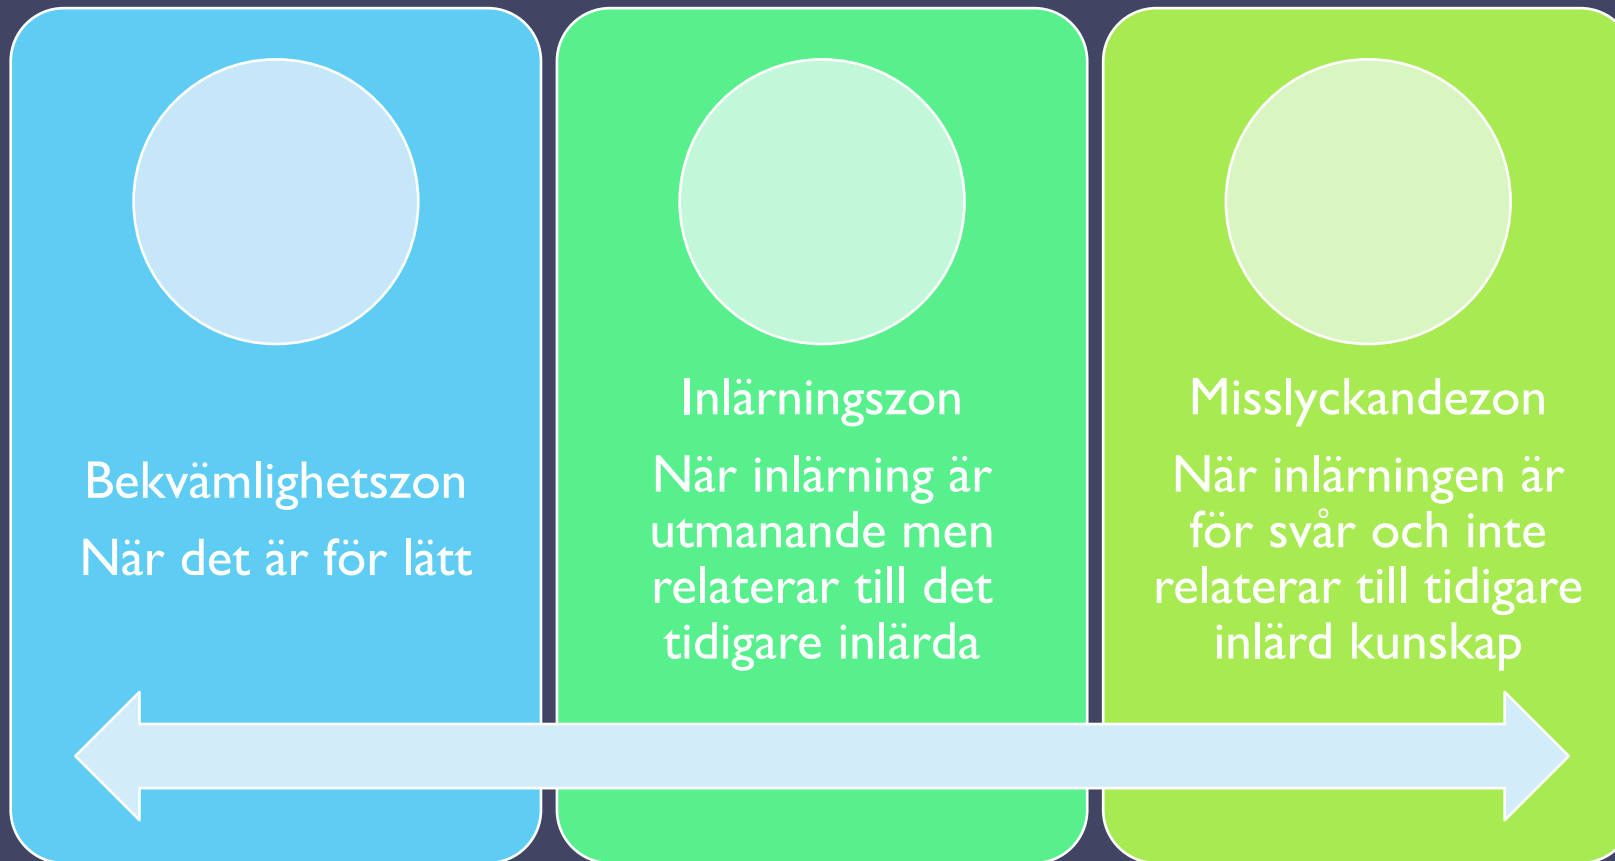 Bekvämlighetszon
När det är för lätt
Inlärningszon
När inlärning är
utmanande men
relaterar till det
tidigare inlärda
Misslyckandezon
När inlärningen är
för svår och inte
relaterar till tidigare
inlärd kunskap